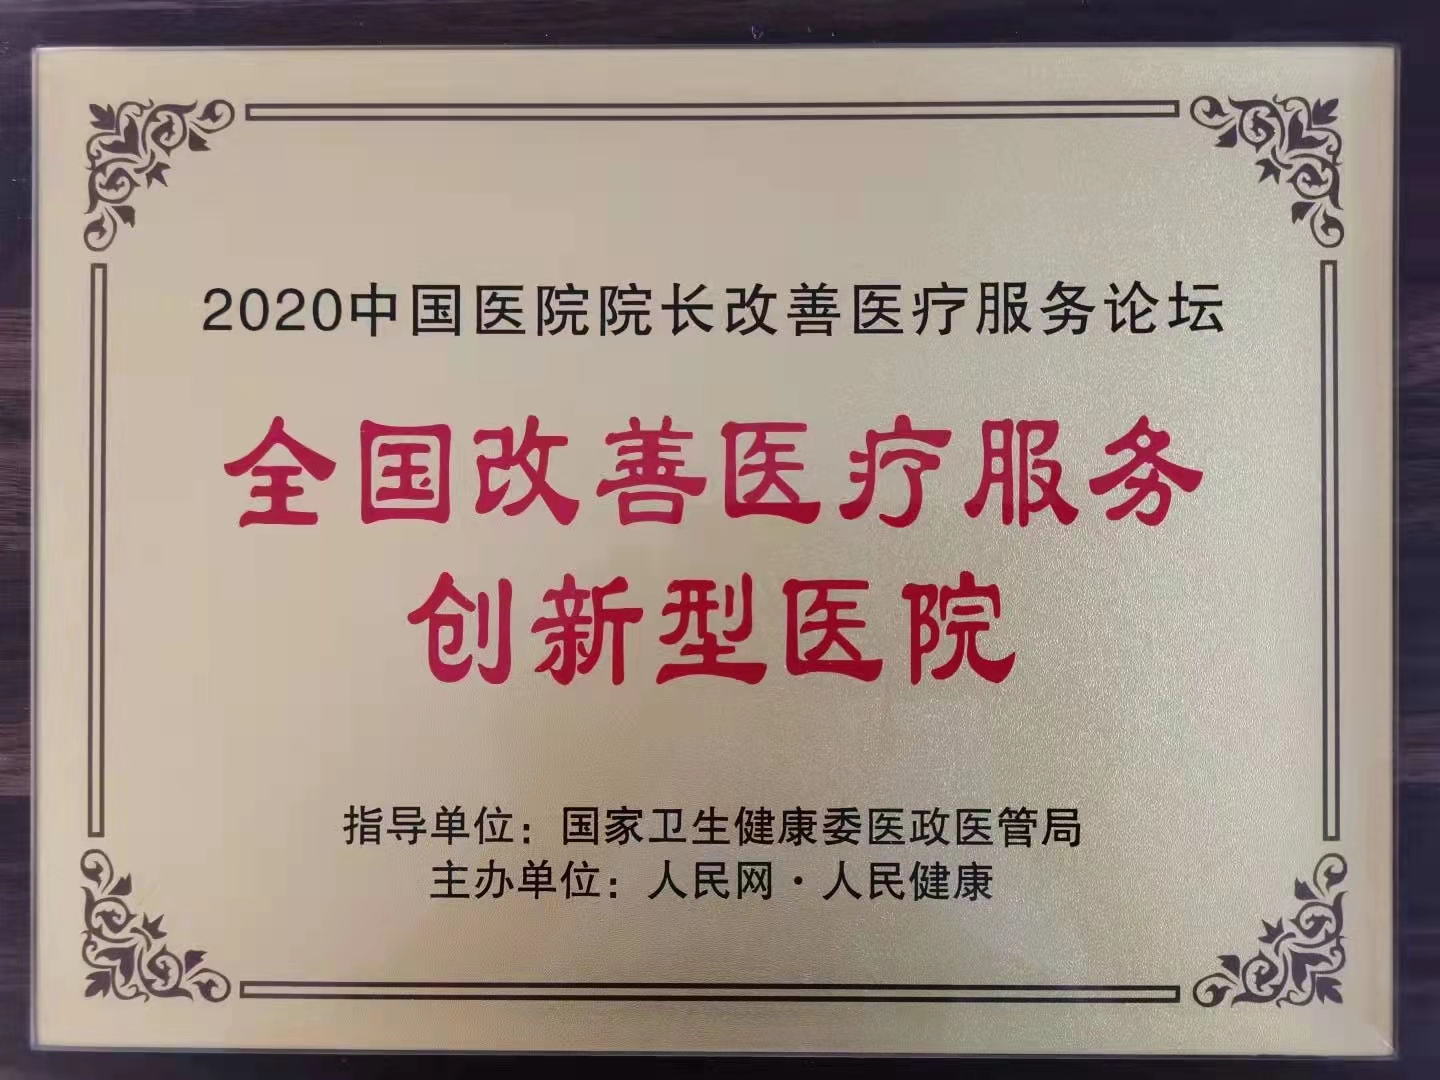 2020中国医院院长改善医疗服务论坛
全国改善医疗服务
创新型医院
指导单位：国家卫生健康委医政医管局
主办单位：人民网·人民健康